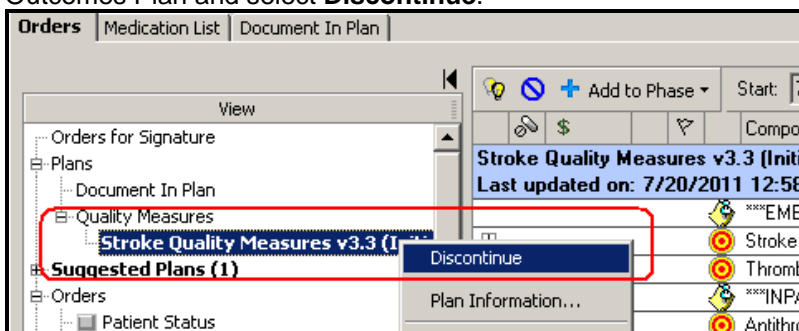 Outcomes Plan and select Discontinue.
Orders Medication List Document In Plan
View
Add to Phase Start:
$ Compo
Orders for Signature
Plans
Document In Plan
Quality Measures
Stroke Quality Measures v3.3 (I
Suggested Plans (1)
Orders
Patient Status
Stroke Quality Measures v3.3 (Initi
Last updated on: 7/20/2011 12:58
***EME
Stroke
Thromb
***INPA
Antithro
Discontinue
Plan Information...